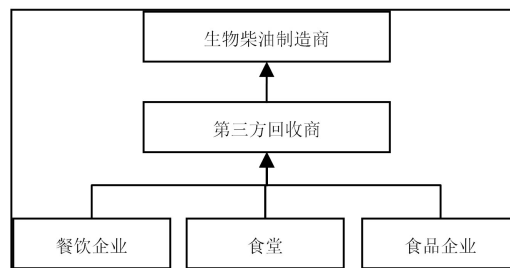 生物柴油制造商
第三方回收商
餐饮企业
食堂
食品企业